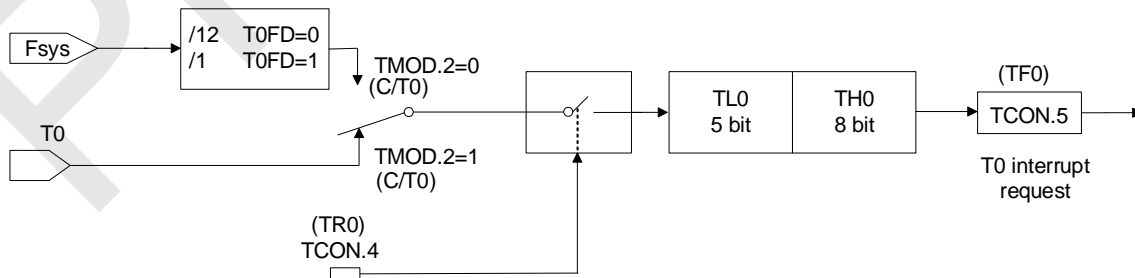 Fsys
/12 T0FD=0
/1 T0FD=1
TMOD.2=0
(C/T0)
T0
TMOD.2=1
(C/T0)
(TR0)
TCON.4
TL0
5 bit
TH0
8 bit
(TF0)
TCON.5
T0 interrupt
request